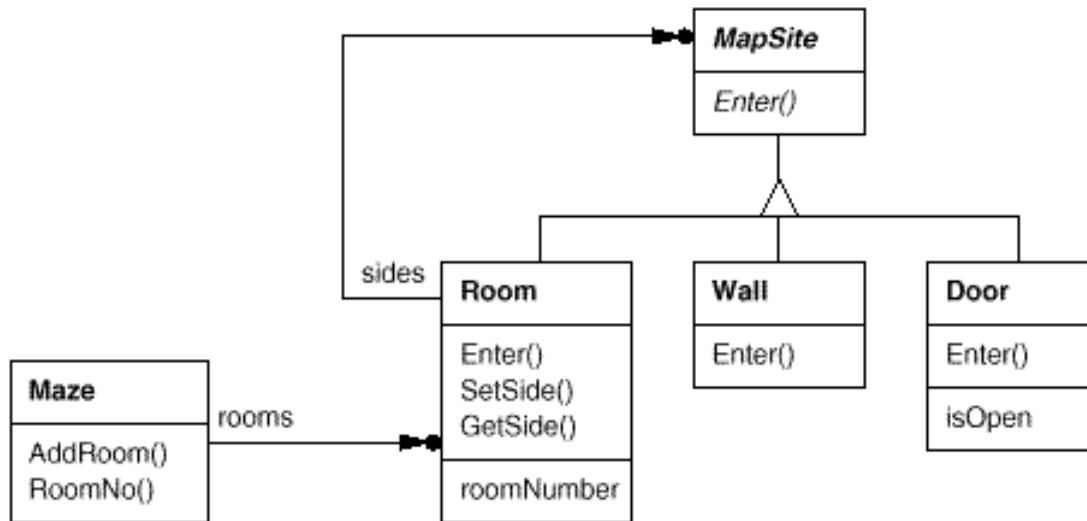 MapSite
Enter()
sides
Room
Enter()
SetSide()
GetSide()
roomNumber
Wall
Enter()
Door
Enter()
isOpen
Maze
AddRoom()
RoomNo()
rooms